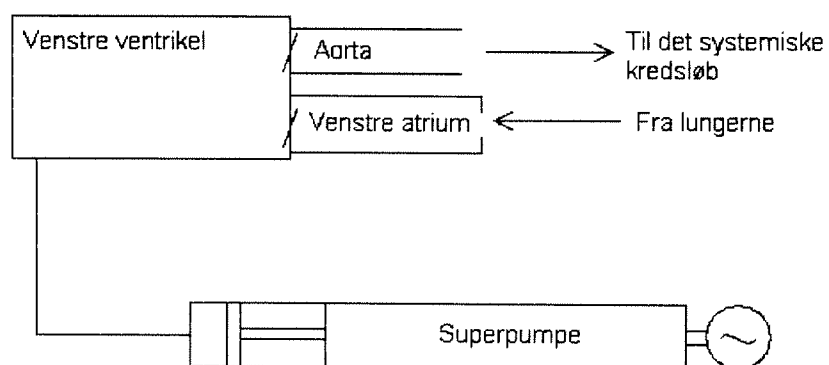 Venstre ventrikel
Aorta
Til det systemiske
kredsløb
Venstre atrium
Fra lungerne
Superpumpe